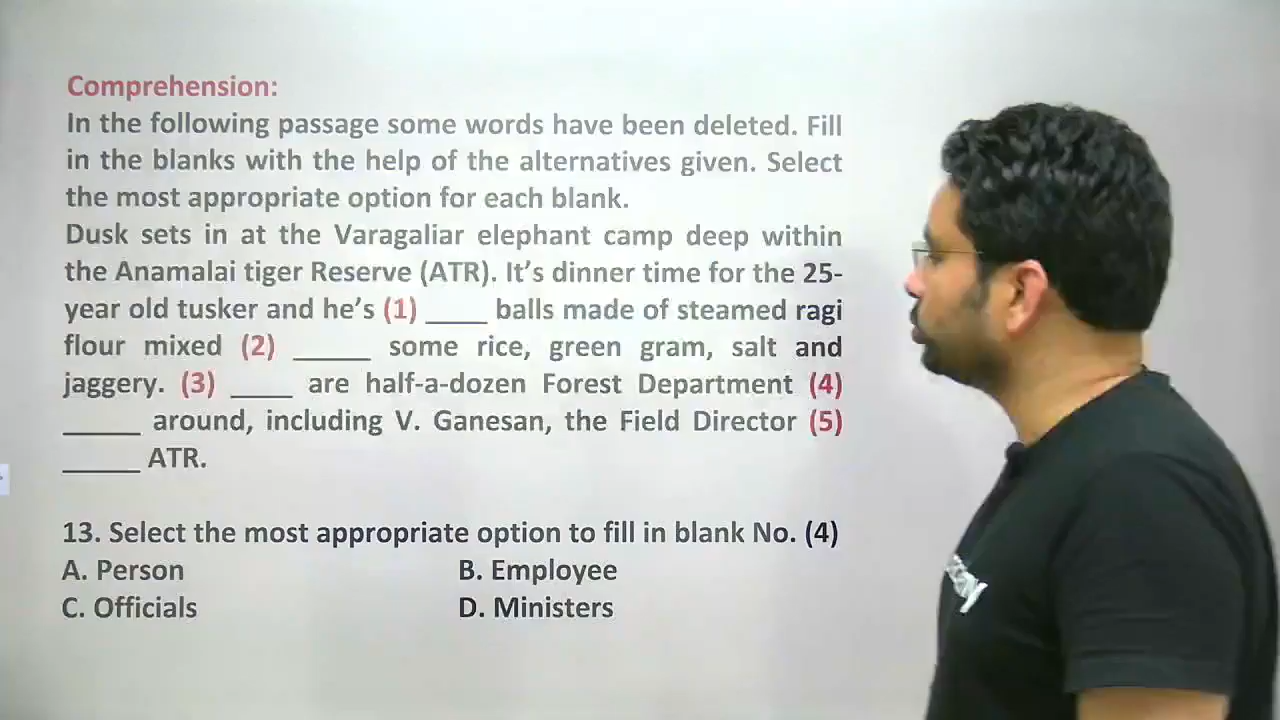 Comprehension:
In the following passage some words have been deleted. Fill
in the blanks with the help of the alternatives given. Select
the most appropriate option for each blank.
Dusk sets in at the Varagaliar elephant camp deep within
the Anamalai tiger Reserve (ATR). It's dinner time for the 25-
year old tusker and he's (1) ____ balls made of steamed ragi
flour mixed (2) _____ some rice, green gram, salt and
jaggery. (3) ____ are half-a-dozen Forest Department (4)
_____ around, including V. Ganesan, the Field Director (5)
_____ ATR.
13. Select the most appropriate option to fill in blank No. (4)
A. Person B. Employee
C. Officials D. Ministers